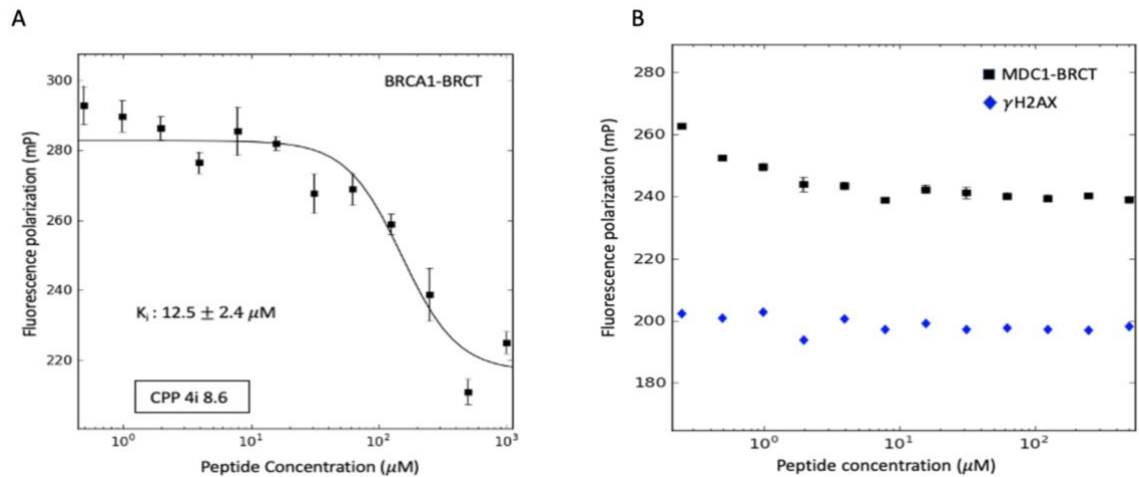 A
BRCA1-BRCT
300
280
260
240
220
Fluorescence polarization (mP)
Kᵢ : 12.5 ± 2.4 μM
CPP 4i 8.6
10⁰ 10¹ 10² 10³
Peptide Concentration (μM)
B
MDC1-BRCT
γH2AX
280
260
240
220
200
180
Fluorescence polarization (mP)
10⁰ 10¹ 10²
Peptide concentration (μM)